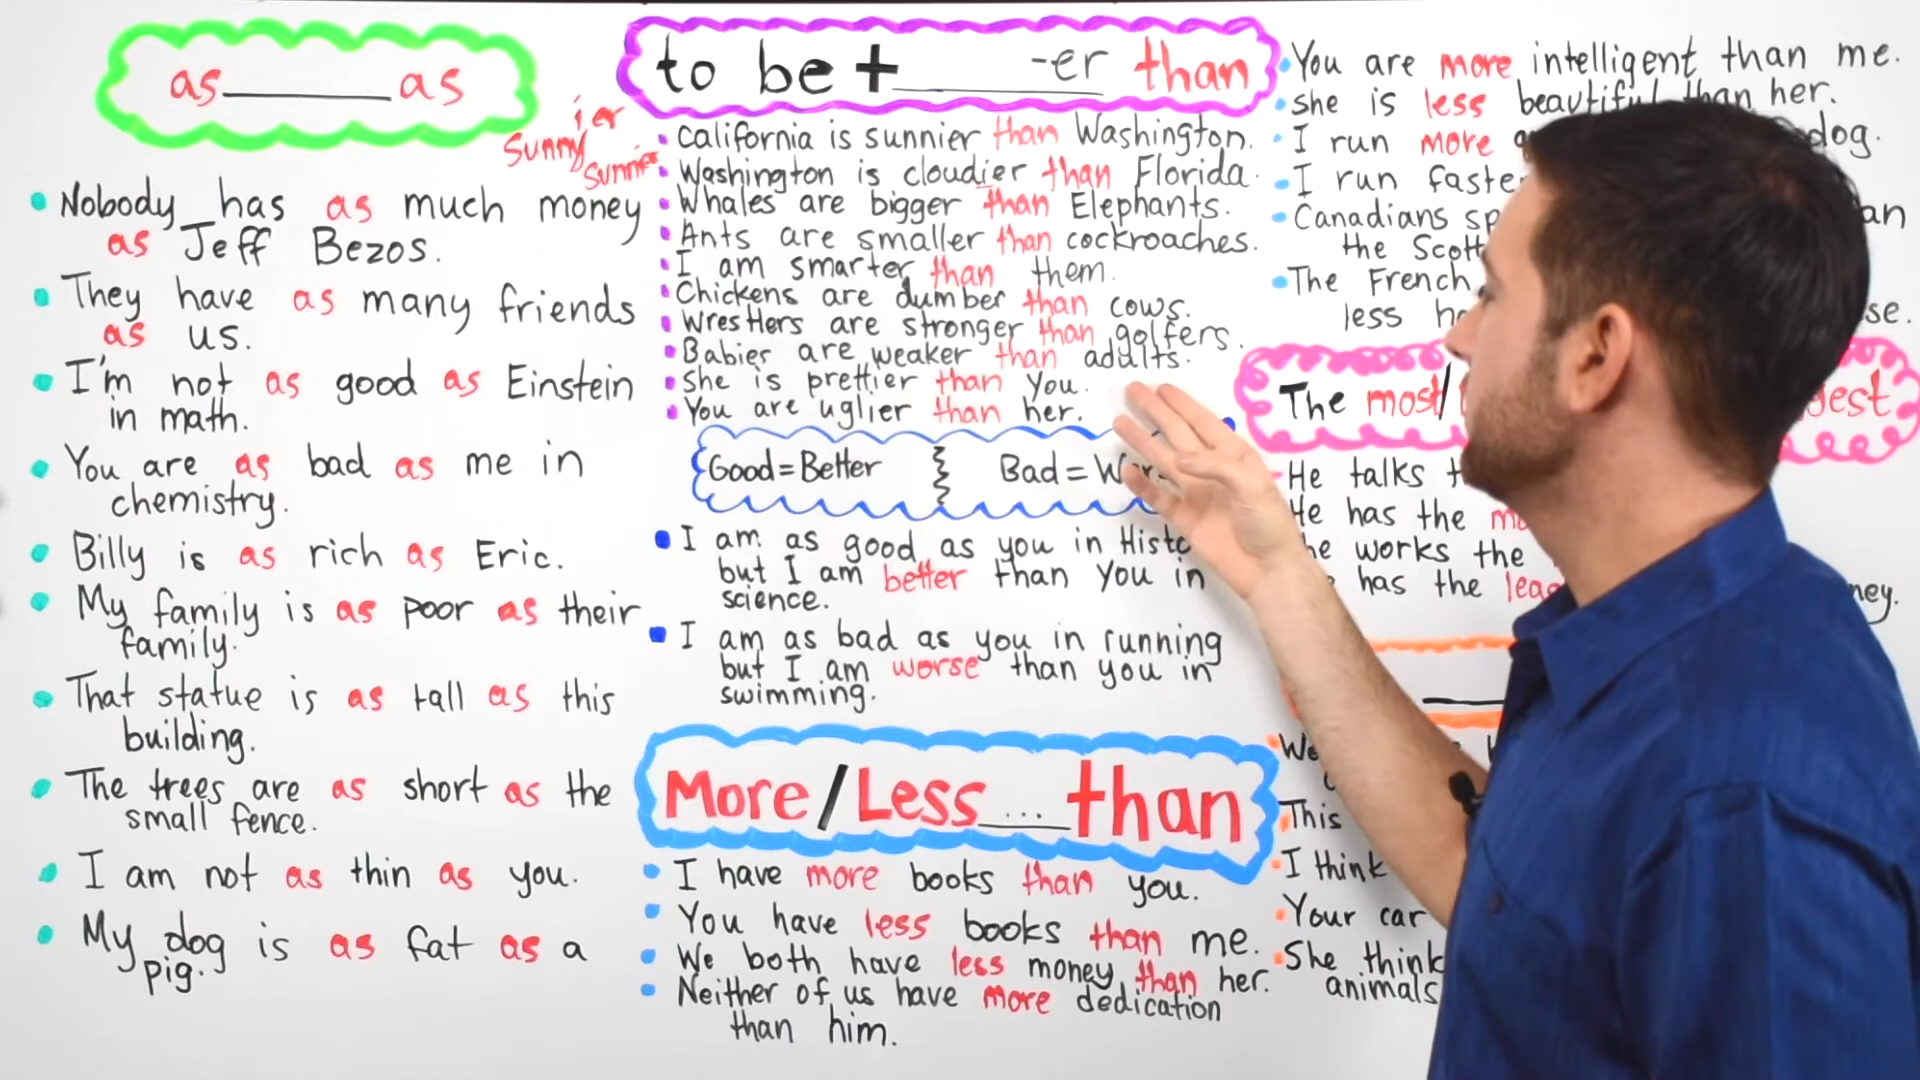 as ______ as
Sunny ier
Sunnier
Nobody has as much money
as Jeff Bezos.
They have as many friends
as us.
I'm not as good as Einstein
in math.
You are as bad as me in
chemistry.
Billy is as rich as Eric.
My family is as poor as their
family.
That statue is as tall as this
building.
The trees are as short as the
small fence.
I am not as thin as you.
My dog is as fat as a
pig.
to be + ______ -er than
California is sunnier than Washington.
Washington is cloudier than Florida.
Whales are bigger than Elephants.
Ants are smaller than cockroaches.
I am smarter than them.
Chickens are dumber than cows.
Wrestlers are stronger than golfers.
Babies are weaker than adults.
She is prettier than you.
You are uglier than her.
Good = Better
Bad =
I am as good as you in
but I am better than you in
science.
I am as bad as you in running
but I am worse than you in
swimming.
More/Less ... than
I have more books than you.
You have less books than me.
We both have less money than her.
Neither of us have more dedication
than him.
You are more intelligent than me.
she is less beautiful than her.
I run more dog.
I run
Canadians
the
The French
less
The most/
He talks
He has the
works the
has the
This
I think
Your car
She think
animals